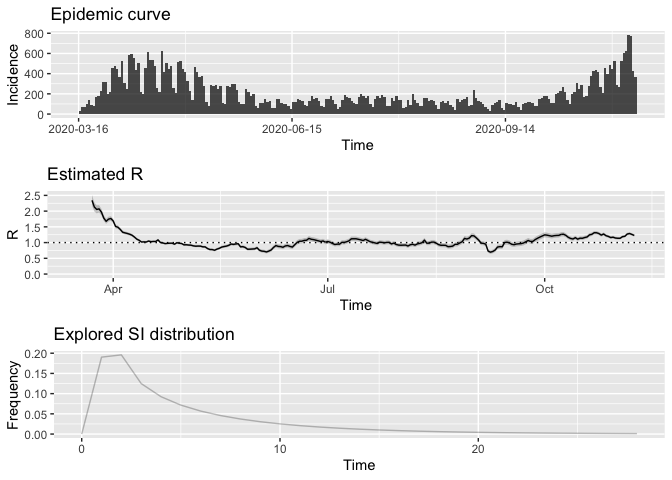 Epidemic curve
800
600
400
200
0
Incidence
2020-03-16 2020-06-15 2020-09-14
Time
Estimated R
2.5
2.0
1.5
1.0
0.5
0.0
R
Apr Jul Oct
Time
Explored SI distribution
0.20
0.15
0.10
0.05
0.00
Frequency
0 10 20
Time